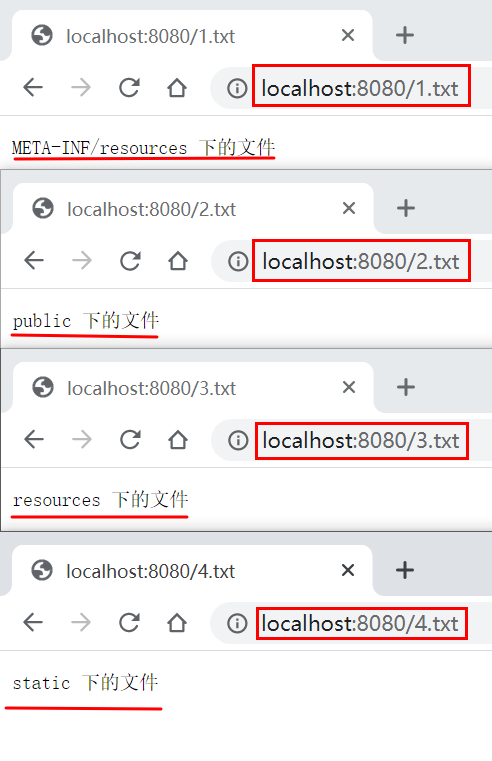 localhost:8080/1.txt
localhost:8080/1.txt
META-INF/resources 下的文件
localhost:8080/2.txt
localhost:8080/2.txt
public 下的文件
localhost:8080/3.txt
localhost:8080/3.txt
resources 下的文件
localhost:8080/4.txt
localhost:8080/4.txt
static 下的文件